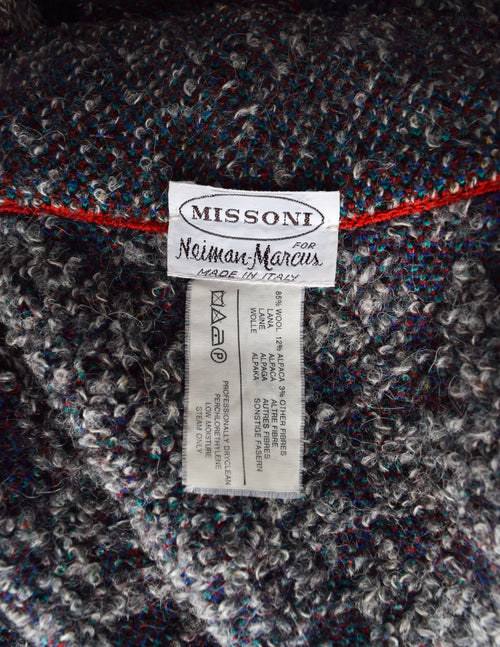 MISSONI
FOR
Neiman-Marcus
MADE IN ITALY
85% WOOL 12% ALPACA 3% OTHER FIBRES
LANA ALPACA ALTRE FIBRE
LAINE ALPAGA AUTRES FIBRES
WOLLE ALPAKA SONSTIGE FASERN
P
PROFESSIONALLY DRYCLEAN
PERCHLORETHYLENE
LOW MOISTURE
STEAM ONLY